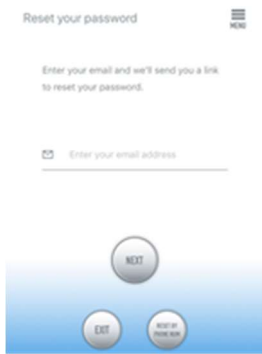 Reset your password
MENU
Enter your email and we'll send you a link
to reset your password.
Enter your email address
NEXT
EXIT
RESET BY
PHONE NUM